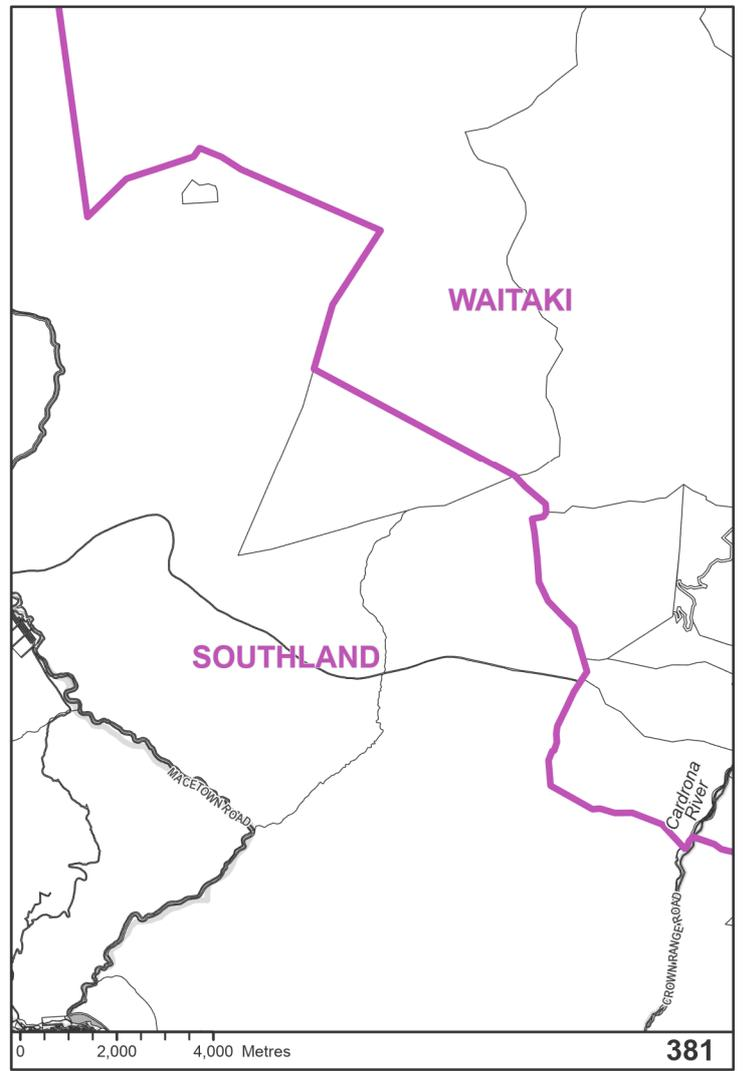 WAITAKI
SOUTHLAND
MACETOWN ROAD
Cardrona
River
CROWN RANGE ROAD
0 2,000 4,000 Metres
381